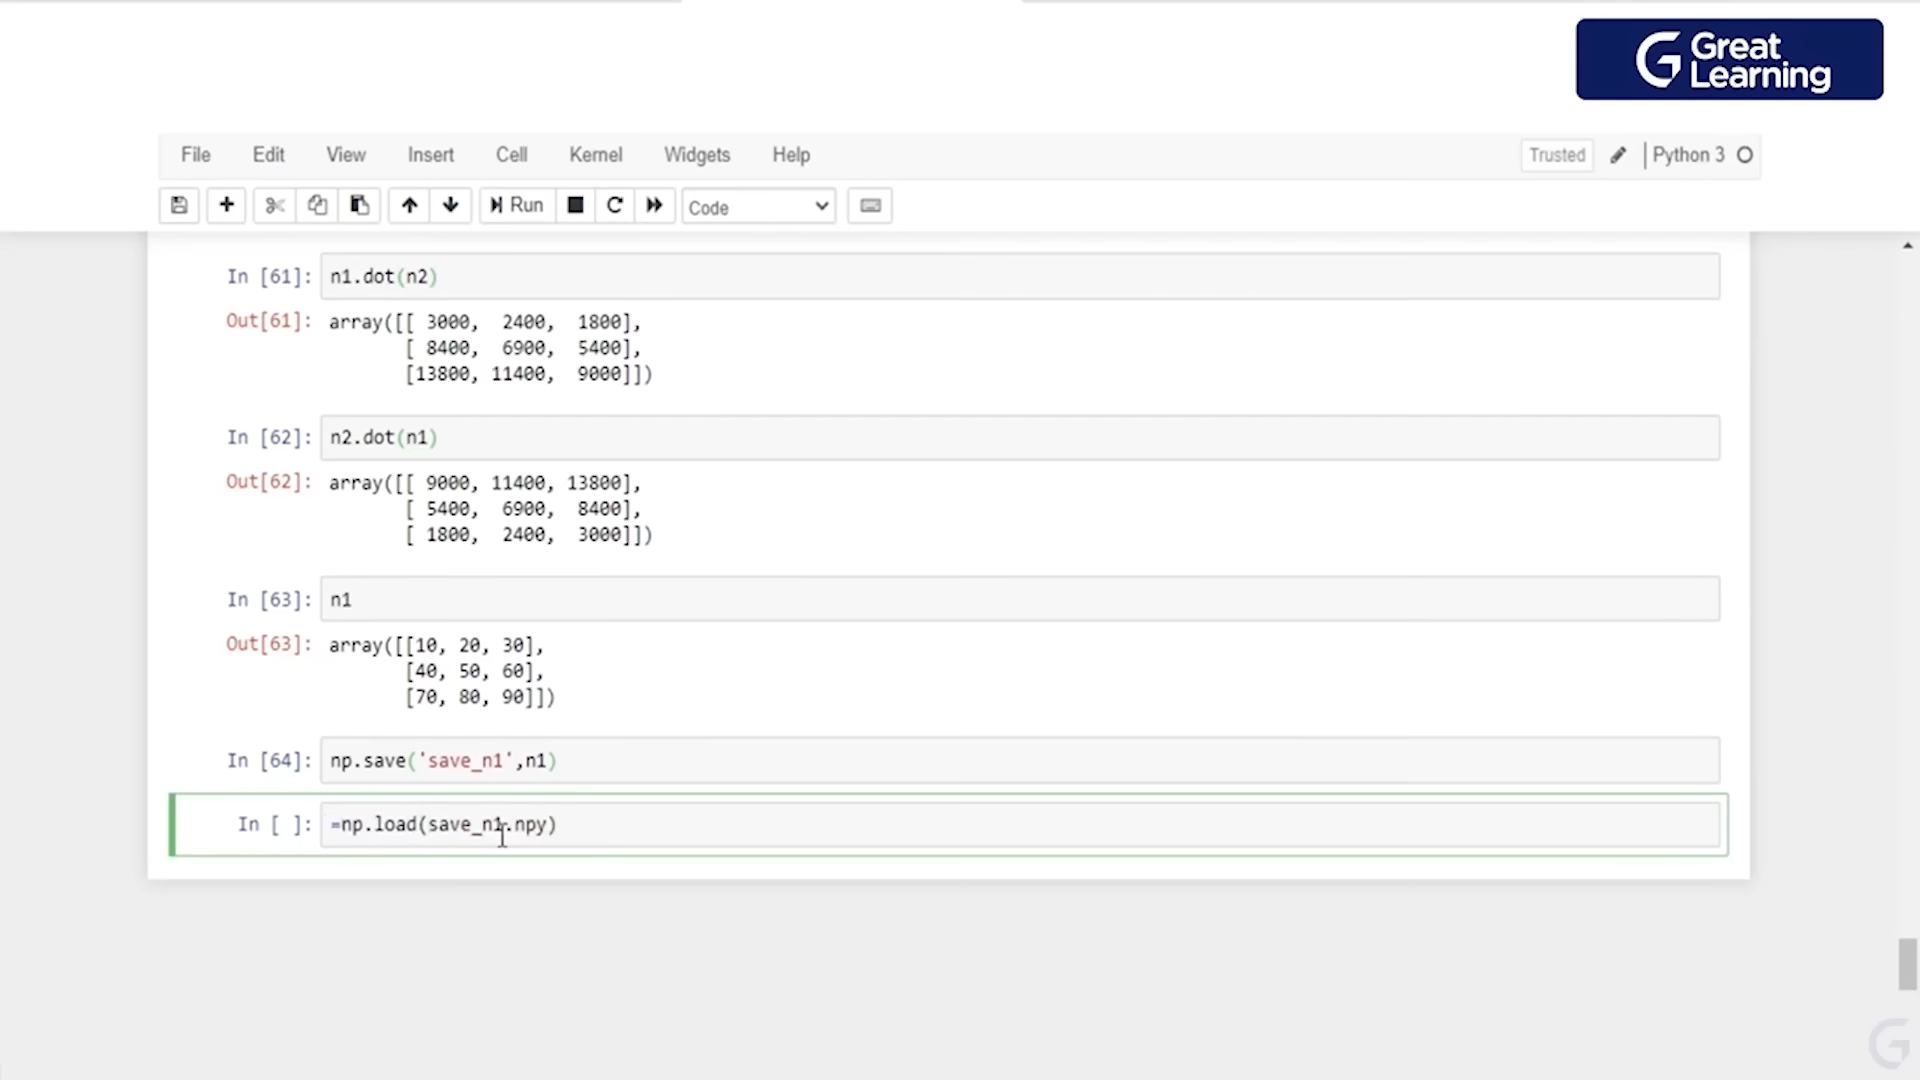 Great
Learning
File Edit View Insert Cell Kernel Widgets Help Trusted Python 3
Run Code
In [61]: n1.dot(n2)
Out[61]: array([[ 3000, 2400, 1800],
[ 8400, 6900, 5400],
[13800, 11400, 9000]])
In [62]: n2.dot(n1)
Out[62]: array([[ 9000, 11400, 13800],
[ 5400, 6900, 8400],
[ 1800, 2400, 3000]])
In [63]: n1
Out[63]: array([[10, 20, 30],
[40, 50, 60],
[70, 80, 90]])
In [64]: np.save('save_n1',n1)
In [ ]: =np.load(save_n1.npy)